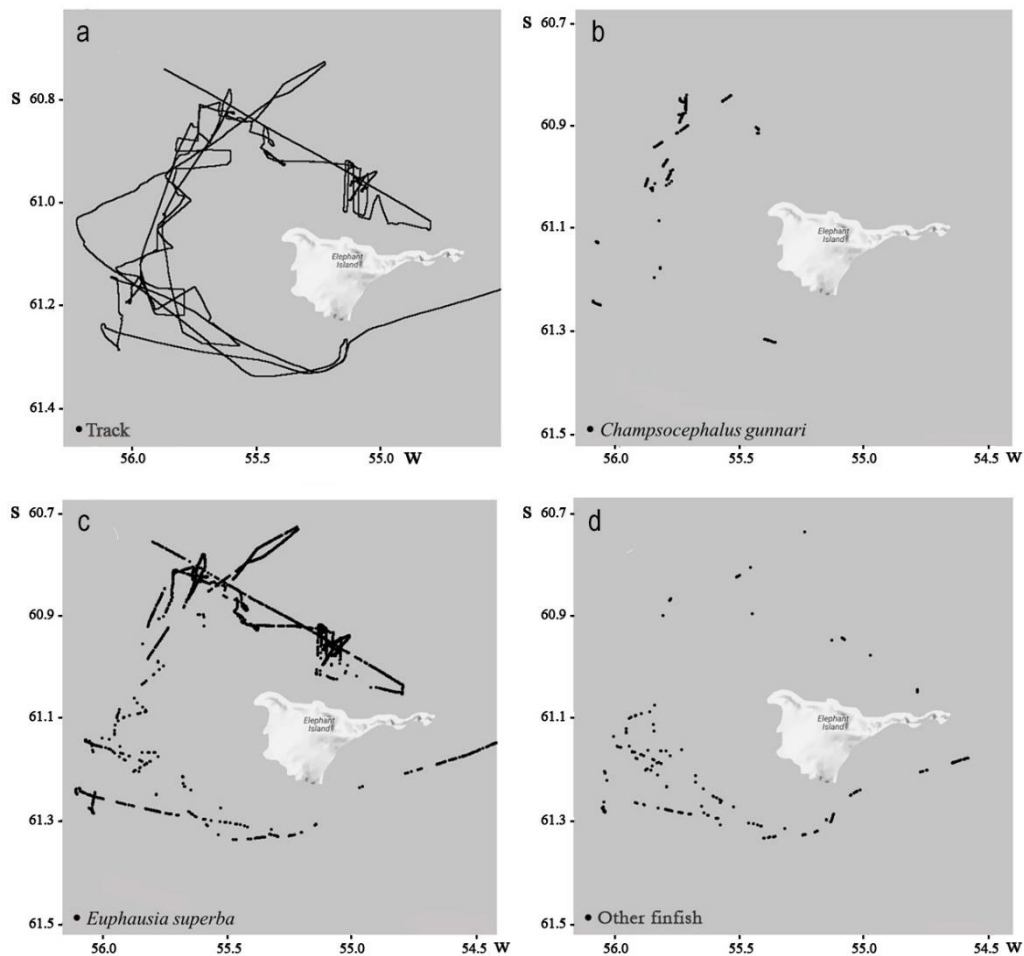 a
S 60.8
61.0
61.2
61.4
Elephant
Island
Track
56.0 55.5 55.0 W
b
S 60.7
60.9
61.1
61.3
61.5
Elephant
Island
Champsocephalus gunnari
56.0 55.5 55.0 54.5 W
c
S 60.7
60.9
61.1
61.3
61.5
Elephant
Island
Euphausia superba
56.0 55.5 55.0 54.5 W
d
S 60.7
60.9
61.1
61.3
61.5
Elephant
Island
Other finfish
56.0 55.5 55.0 54.5 W